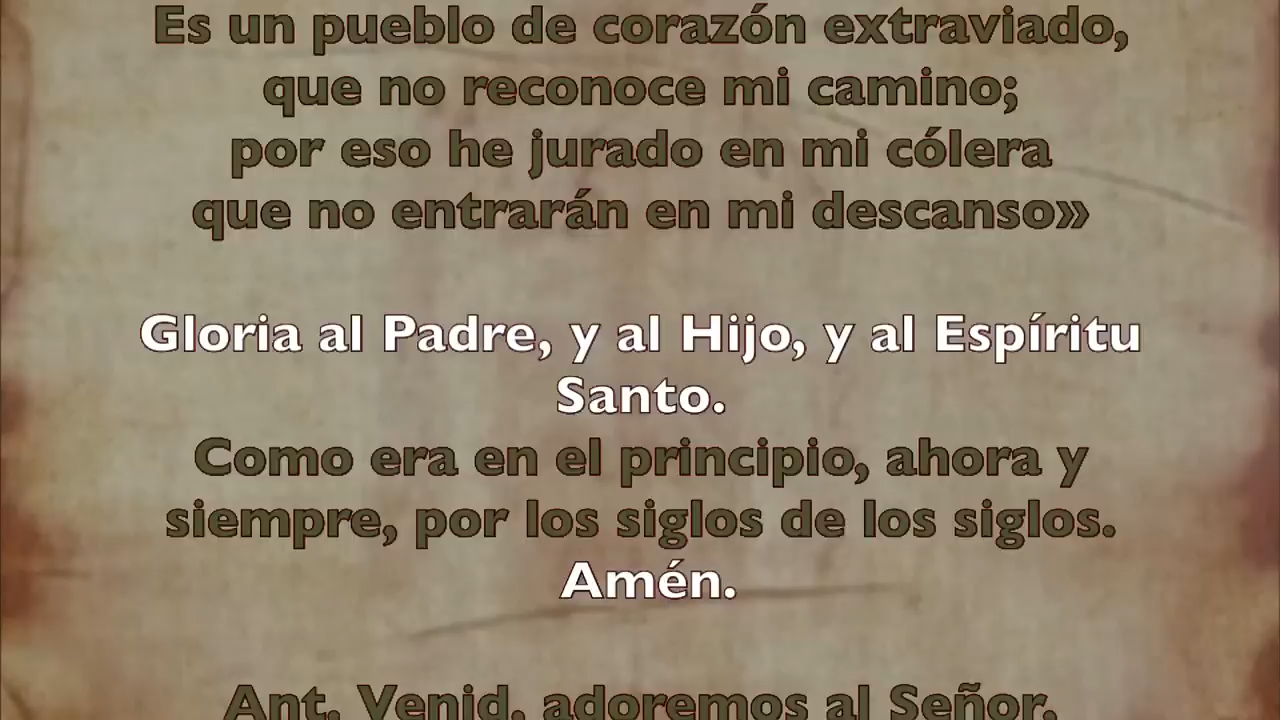 Es un pueblo de corazón extraviado,
que no reconoce mi camino;
por eso he jurado en mi cólera
que no entrarán en mi descanso»
Gloria al Padre, y al Hijo, y al Espíritu
Santo.
Como era en el principio, ahora y
siempre, por los siglos de los siglos.
Amén.
Ant. Venid, adoremos al Señor,